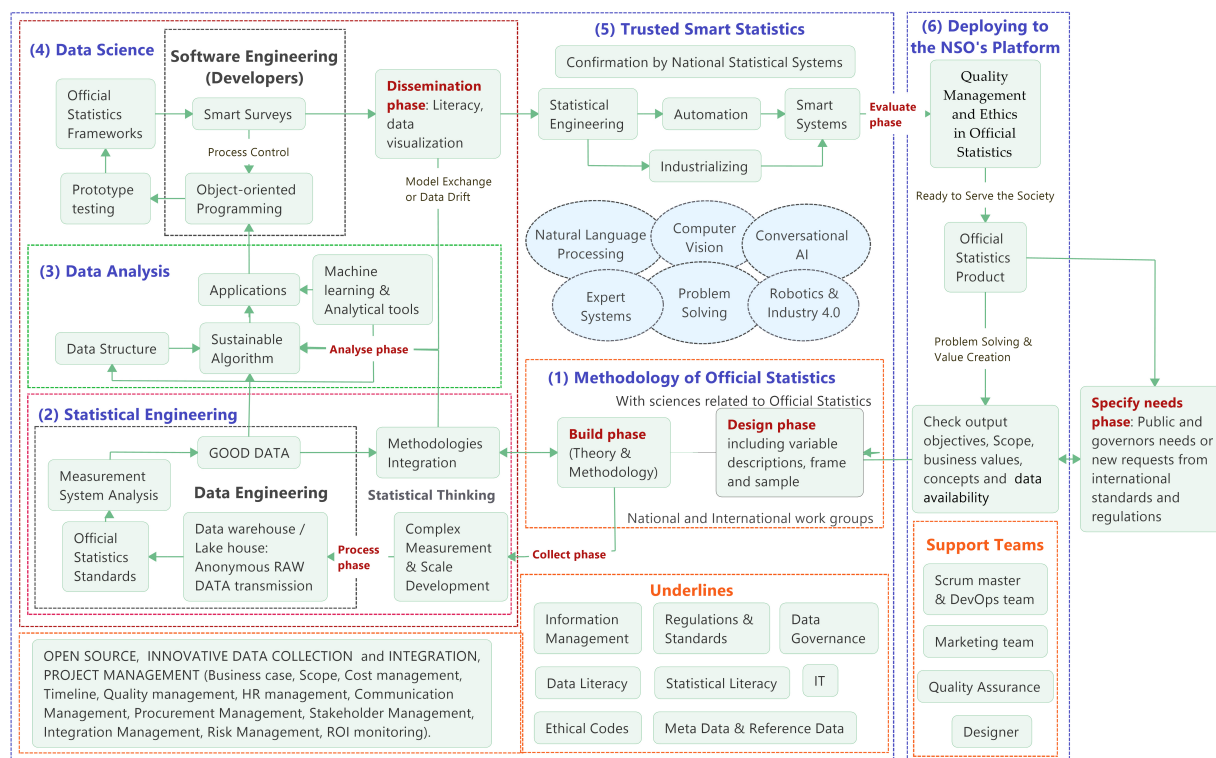 (4) Data Science
Software Engineering
(Developers)
Official
Statistics
Frameworks
Smart Surveys
Process Control
Prototype
testing
Object-oriented
Programming
Dissemination
phase: Literacy,
data
visualization
Model Exchange
or Data Drift
(3) Data Analysis
Applications
Machine
learning &
Analytical tools
Data Structure
Sustainable
Algorithm
Analyse phase
(2) Statistical Engineering
GOOD DATA
Methodologies
Integration
Measurement
System Analysis
Data Engineering
Statistical Thinking
Official
Statistics
Standards
Data warehouse /
Lake house:
Anonymous RAW
DATA transmission
Process
phase
Complex
Measurement
& Scale
Development
Collect phase
OPEN SOURCE, INNOVATIVE DATA COLLECTION and INTEGRATION,
PROJECT MANAGEMENT (Business case, Scope, Cost management,
Timeline, Quality management, HR management, Communication
Management, Procurement Management, Stakeholder Management,
Integration Management, Risk Management, ROI monitoring).
(5) Trusted Smart Statistics
Confirmation by National Statistical Systems
Statistical
Engineering
Automation
Smart
Systems
Industrializing
Evaluate
phase
Natural Language
Processing
Computer
Vision
Conversational
AI
Expert
Systems
Problem
Solving
Robotics &
Industry 4.0
(1) Methodology of Official Statistics
With sciences related to Official Statistics
Build phase
(Theory &
Methodology)
Design phase
including variable
descriptions, frame
and sample
National and International work groups
Underlines
Information
Management
Regulations &
Standards
Data
Governance
Data Literacy
Statistical Literacy
IT
Ethical Codes
Meta Data & Reference Data
(6) Deploying to
the NSO's Platform
Quality
Management
and Ethics
in Official
Statistics
Ready to Serve the Society
Official
Statistics
Product
Problem Solving &
Value Creation
Check output
objectives, Scope,
business values,
concepts and data
availability
Specify needs
phase: Public and
governors needs or
new requests from
international
standards and
regulations
Support Teams
Scrum master
& DevOps team
Marketing team
Quality Assurance
Designer